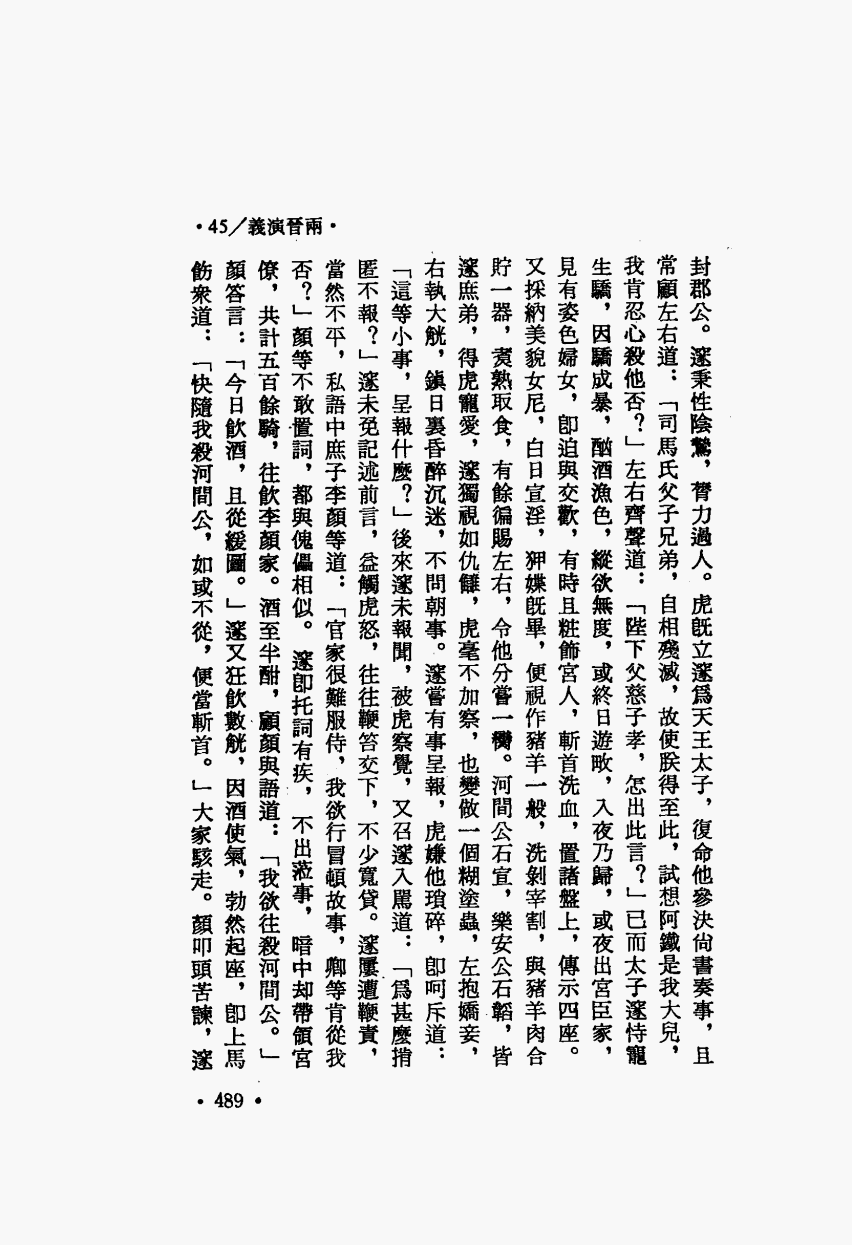 ·45/義演晉兩·
封郡公。邃秉性陰鷙，膂力過人。虎旣立邃爲天王太子，復命他參決尙書奏事，且
常顧左右道：「司馬氏父子兄弟，自相殘滅，故使朕得至此，試想阿鐵是我大兒，
我肯忍心殺他否？」左右齊聲道：「陛下父慈子孝，怎出此言？」已而太子邃恃寵
生驕，因驕成暴，酗酒漁色，縱欲無度，或終日遊畋，入夜乃歸，或夜出宮臣家，
見有姿色婦女，卽迫與交歡，有時且粧飾宮人，斬首洗血，置諸盤上，傳示四座。
又採納美貌女尼，白日宣淫，狎媟旣畢，便視作豬羊一般，洗剝宰割，與豬羊肉合
貯一器，煑熟取食，有餘徧賜左右，令他分嘗一臠。河間公石宣，樂安公石韜，皆
邃庶弟，得虎寵愛，邃獨視如仇讎，虎毫不加察，也變做一個糊塗蟲，左抱嬌妾，
右執大觥，鎭日裏昏醉沉迷，不問朝事。邃嘗有事呈報，虎嫌他瑣碎，卽呵斥道：
「這等小事，呈報什麼？」後來邃未報聞，被虎察覺，又召邃入罵道：「爲甚麼揹
匿不報？」邃未免記述前言，益觸虎怒，往往鞭笞交下，不少寬貸。邃屢遭鞭責，
當然不平，私語中庶子李顏等道：「官家很難服侍，我欲行冒頓故事，卿等肯從我
否？」顏等不敢置詞，都與傀儡相似。邃卽托詞有疾，不出蒞事，暗中却帶領宮
僚，共計五百餘騎，往飲李顏家。酒至半酣，顧顏與語道：「我欲往殺河間公。」
顏答言：「今日飲酒，且從緩圖。」邃又狂飲數觥，因酒使氣，勃然起座，卽上馬
飭衆道：「快隨我殺河間公，如或不從，便當斬首。」大家駭走。顏叩頭苦諫，邃
·489·